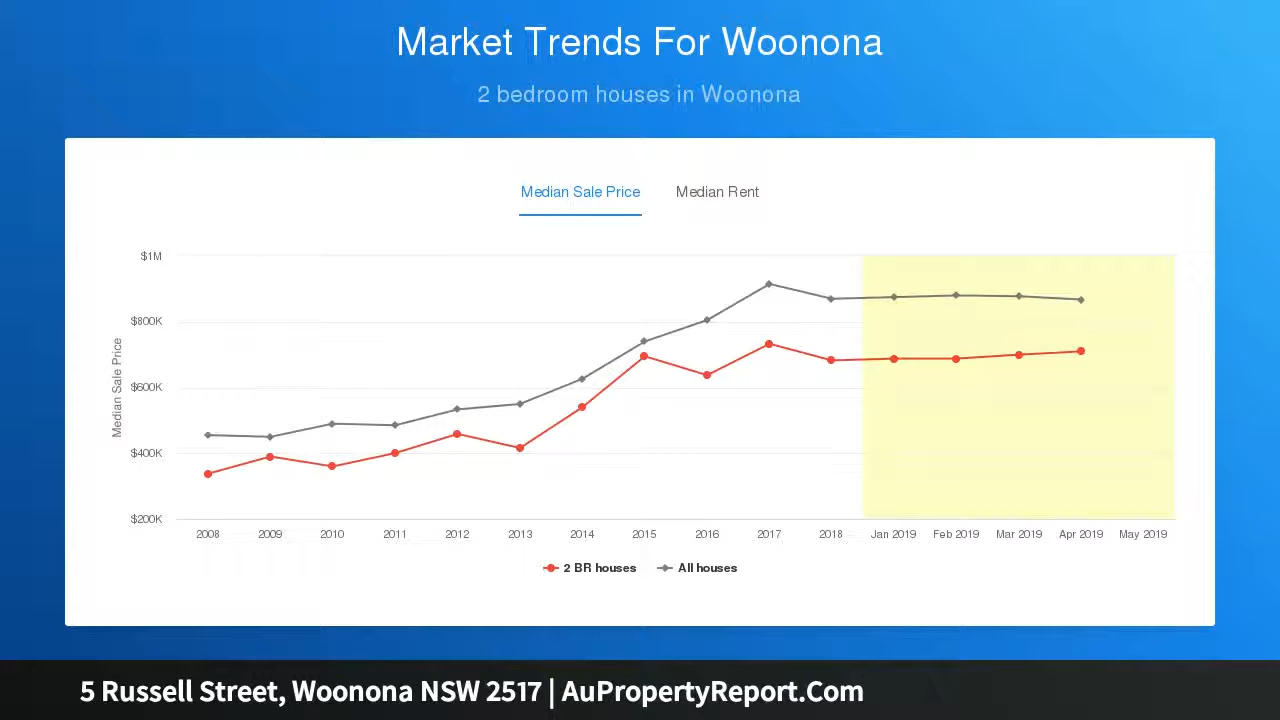 Market Trends For Woonona
2 bedroom houses in Woonona
Median Sale Price Median Rent
$1M
$800K
$600K
$400K
$200K
Median Sale Price
2008 2009 2010 2011 2012 2013 2014 2015 2016 2017 2018 Jan 2019 Feb 2019 Mar 2019 Apr 2019 May 2019
2 BR houses All houses
5 Russell Street, Woonona NSW 2517 | AuPropertyReport.Com